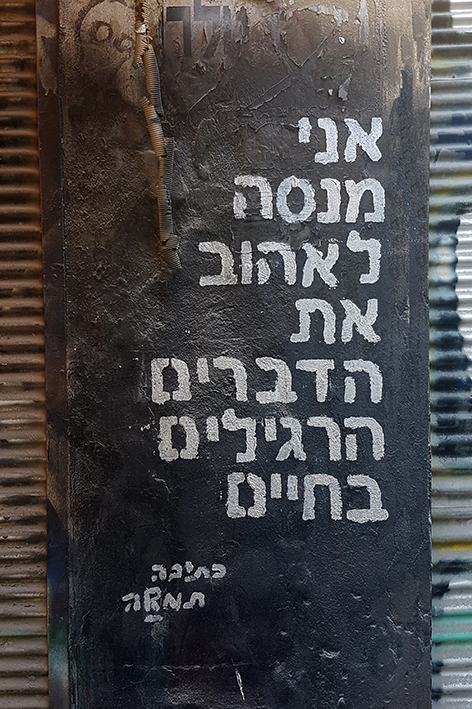 אני
מנסה
לאהוב
את
הדברים
הרגילים
בחיים
כתיבה
תמה